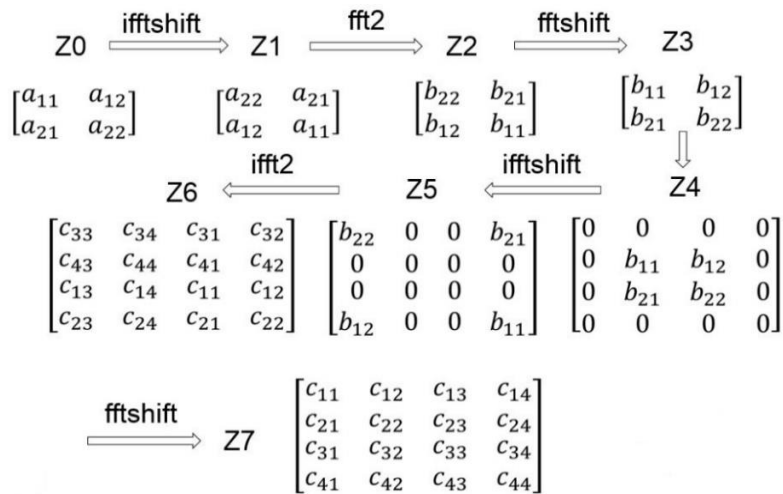 Z0 ifftshift Z1 fft2 Z2 fftshift Z3
a11 a12 a22 a21 b22 b21 b11 b12
a21 a22 a12 a11 b12 b11 b21 b22
Z6 ifft2 Z5 ifftshift Z4
c33 c34 c31 c32 b22 0 0 b21 0 0 0 0
c43 c44 c41 c42 0 0 0 0 0 b11 b12 0
c13 c14 c11 c12 0 0 0 0 0 b21 b22 0
c23 c24 c21 c22 b12 0 0 b11 0 0 0 0
fftshift Z7
c11 c12 c13 c14
c21 c22 c23 c24
c31 c32 c33 c34
c41 c42 c43 c44